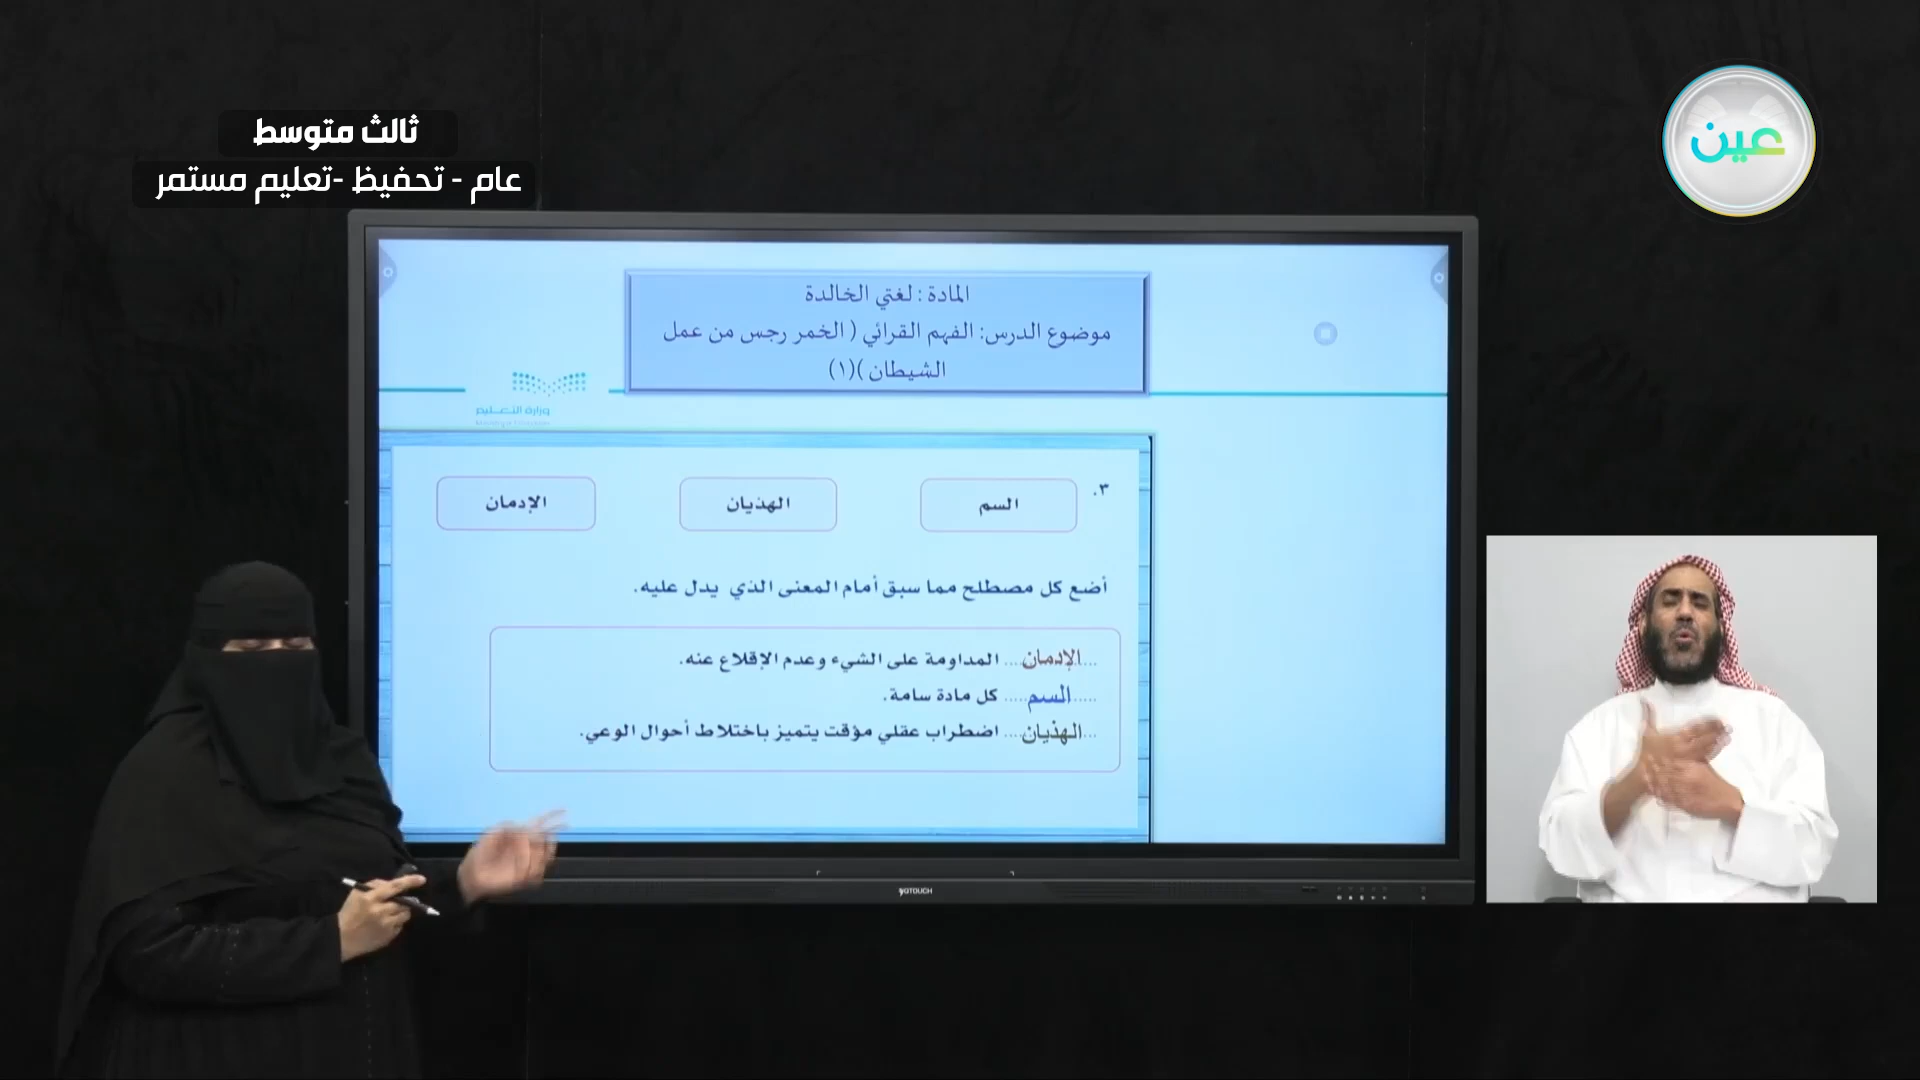 ثالث متوسط
عام - تحفيظ -تعليم مستمر
عين
المادة : لغتي الخالدة
موضوع الدرس: الفهم القرائي ( الخمر رجس من عمل
الشيطان )(١)
وزارة التعليم
٣.
السم
الهذيان
الإدمان
أضع كل مصطلح مما سبق أمام المعنى الذي يدل عليه.
...الإدمان.... المداومة على الشيء وعدم الإقلاع عنه.
.....السم..... كل مادة سامة.
...الهذيان.... اضطراب عقلي مؤقت يتميز باختلاط أحوال الوعي.
YQTOUCH